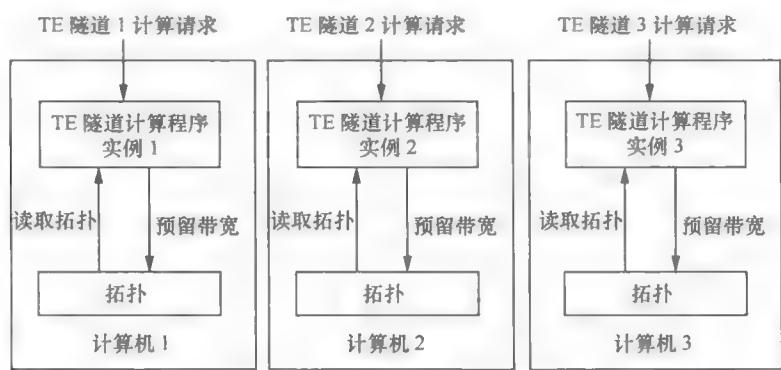 TE 隧道 1 计算请求
TE 隧道 2 计算请求
TE 隧道 3 计算请求
TE 隧道计算程序
实例 1
TE 隧道计算程序
实例 2
TE 隧道计算程序
实例 3
读取拓扑
预留带宽
读取拓扑
预留带宽
读取拓扑
预留带宽
拓扑
拓扑
拓扑
计算机 1
计算机 2
计算机 3